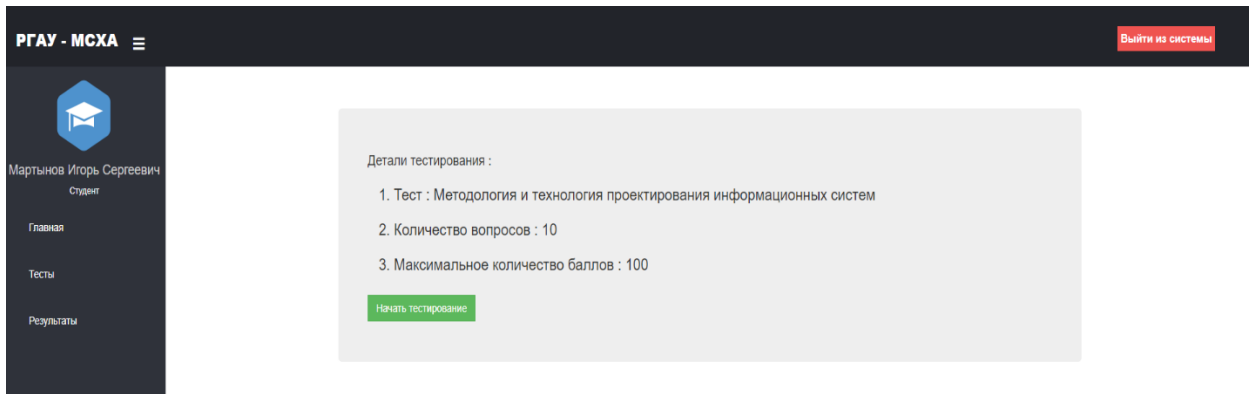 РГАУ - МСХА
Выйти из системы
Мартынов Игорь Сергеевич
Студент
Главная
Тесты
Результаты
Детали тестирования :
1. Тест : Методология и технология проектирования информационных систем
2. Количество вопросов : 10
3. Максимальное количество баллов : 100
Начать тестирование